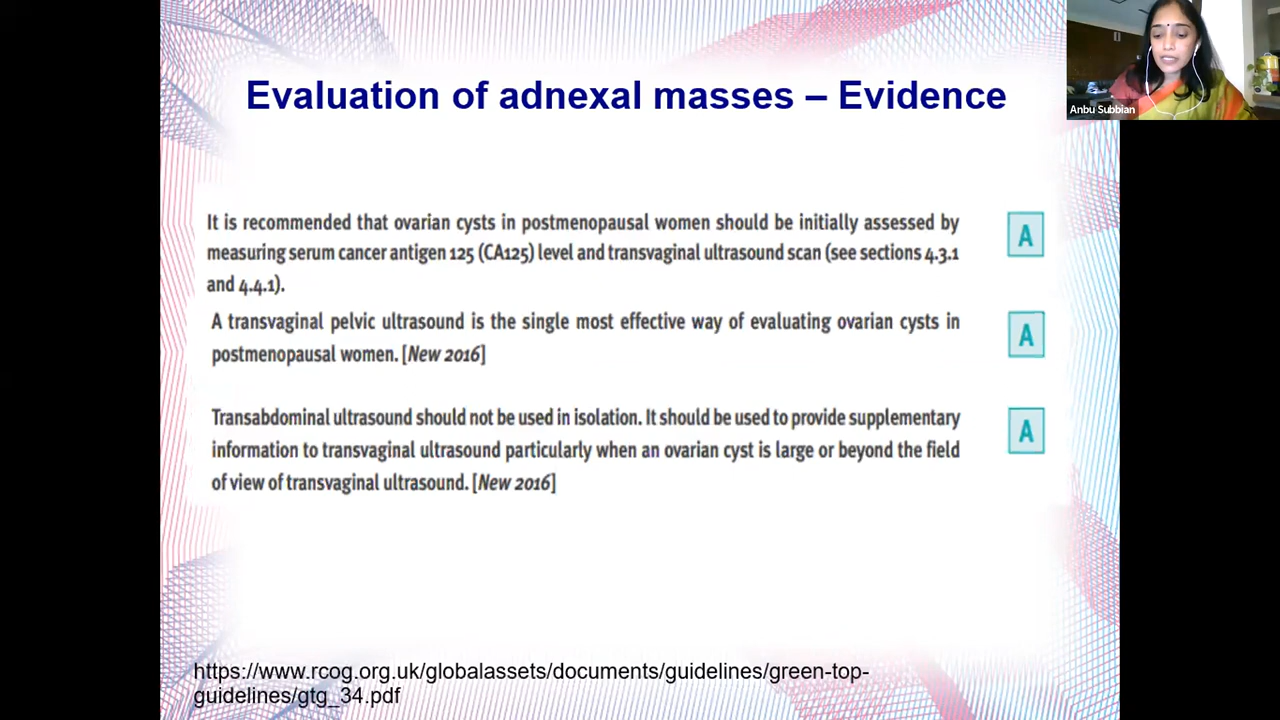 Evaluation of adnexal masses – Evidence
Anbu Subbian
It is recommended that ovarian cysts in postmenopausal women should be initially assessed by
A
measuring serum cancer antigen 125 (CA125) level and transvaginal ultrasound scan (see sections 4.3.1
and 4.4.1).
A transvaginal pelvic ultrasound is the single most effective way of evaluating ovarian cysts in
A
postmenopausal women. [New 2016]
Transabdominal ultrasound should not be used in isolation. It should be used to provide supplementary
A
information to transvaginal ultrasound particularly when an ovarian cyst is large or beyond the field
of view of transvaginal ultrasound. [New 2016]
https://www.rcog.org.uk/globalassets/documents/guidelines/green-top-
guidelines/gtg_34.pdf